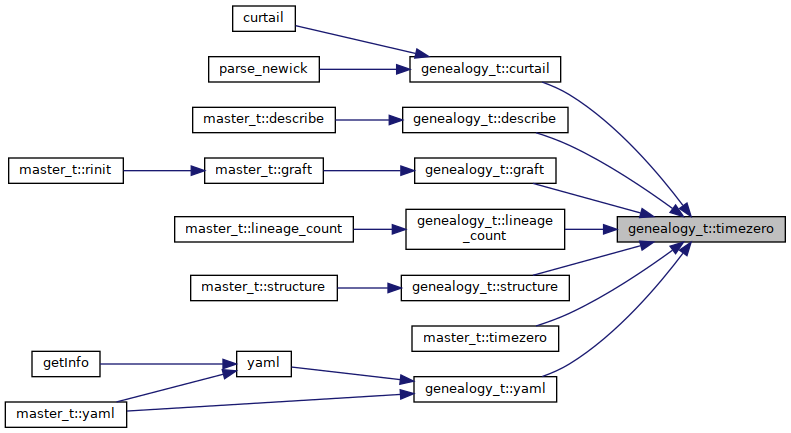 curtail
parse_newick
genealogy_t::curtail
master_t::describe
genealogy_t::describe
master_t::rinit
master_t::graft
genealogy_t::graft
master_t::lineage_count
genealogy_t::lineage
_count
genealogy_t::timezero
master_t::structure
genealogy_t::structure
master_t::timezero
getInfo
yaml
genealogy_t::yaml
master_t::yaml